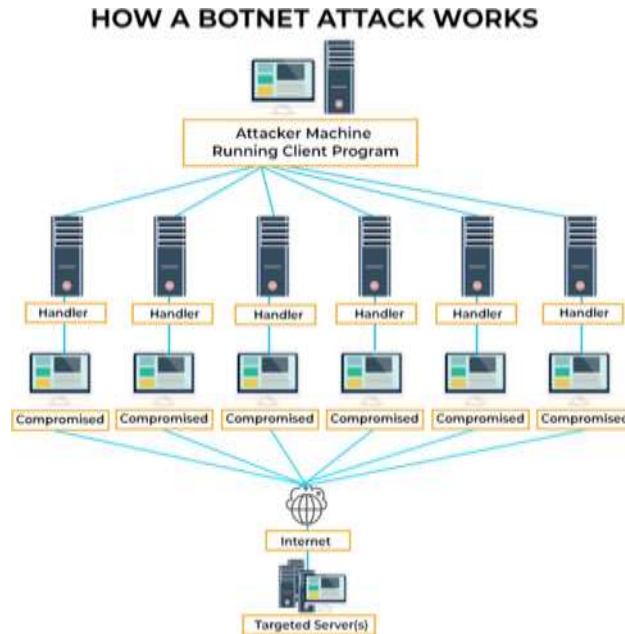 HOW A BOTNET ATTACK WORKS
Attacker Machine
Running Client Program
Handler Handler Handler Handler Handler Handler
Compromised Compromised Compromised Compromised Compromised Compromised
Internet
Targeted Server(s)